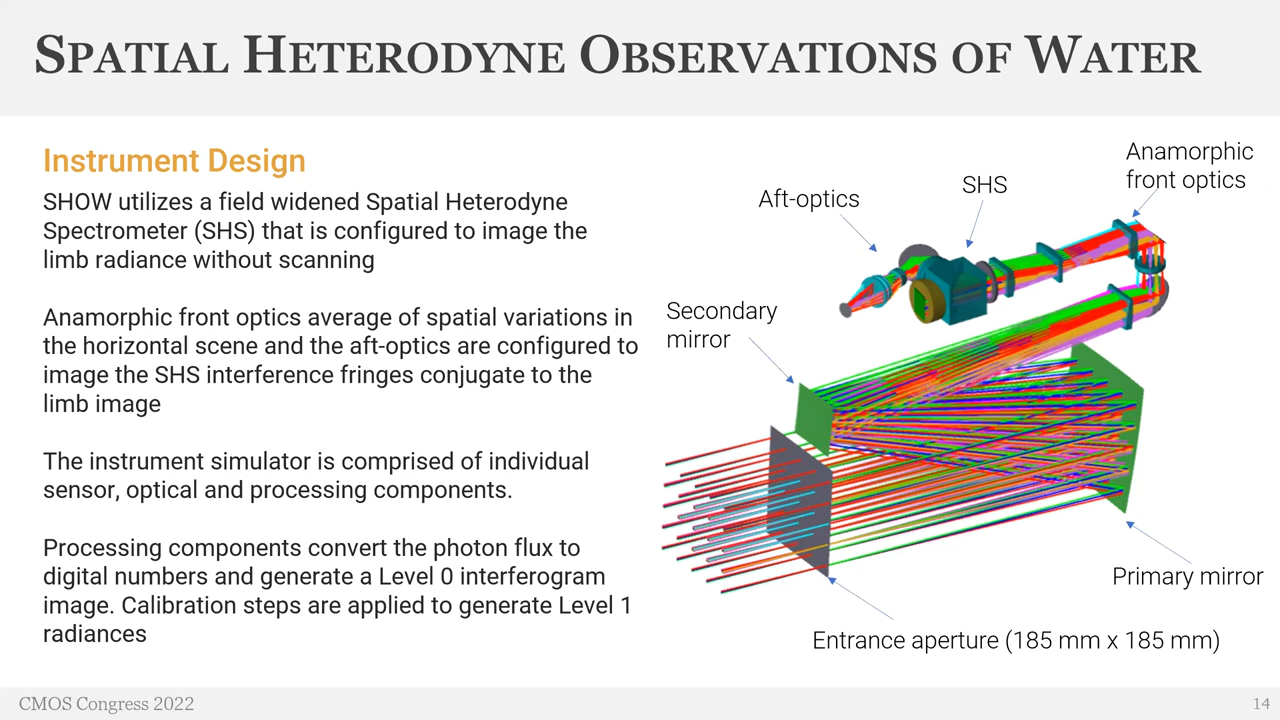 SPATIAL HETERODYNE OBSERVATIONS OF WATER
Instrument Design
SHOW utilizes a field widened Spatial Heterodyne
Spectrometer (SHS) that is configured to image the
limb radiance without scanning
Anamorphic front optics average of spatial variations in
the horizontal scene and the aft-optics are configured to
image the SHS interference fringes conjugate to the
limb image
The instrument simulator is comprised of individual
sensor, optical and processing components.
Processing components convert the photon flux to
digital numbers and generate a Level 0 interferogram
image. Calibration steps are applied to generate Level 1
radiances
Anamorphic
front optics
SHS
Aft-optics
Secondary
mirror
Primary mirror
Entrance aperture (185 mm x 185 mm)
CMOS Congress 2022
14